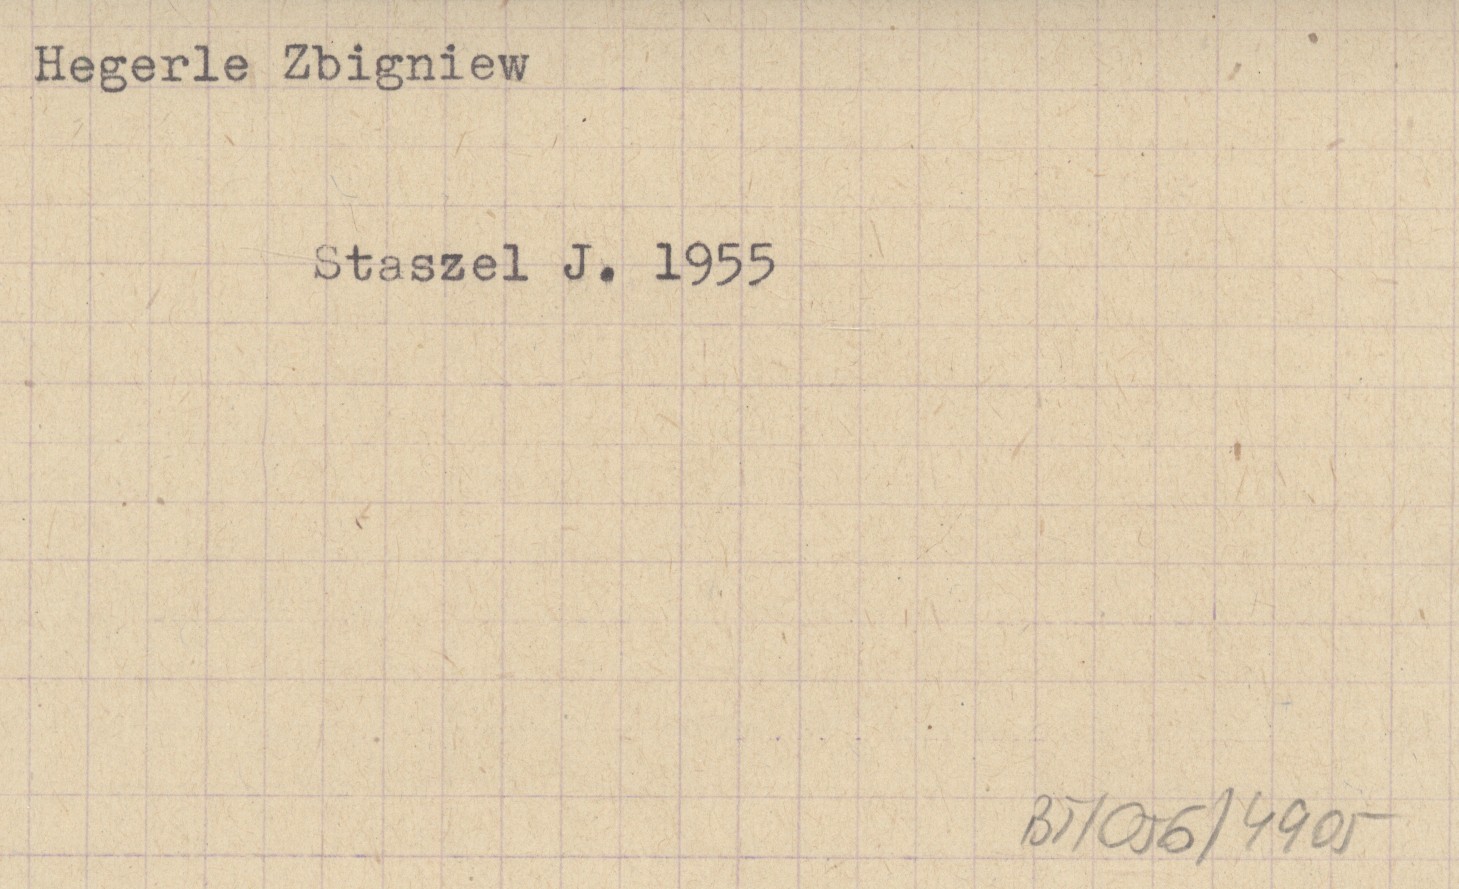 Hegerle Zbigniew
Staszel J. 1955
BT/056/4905